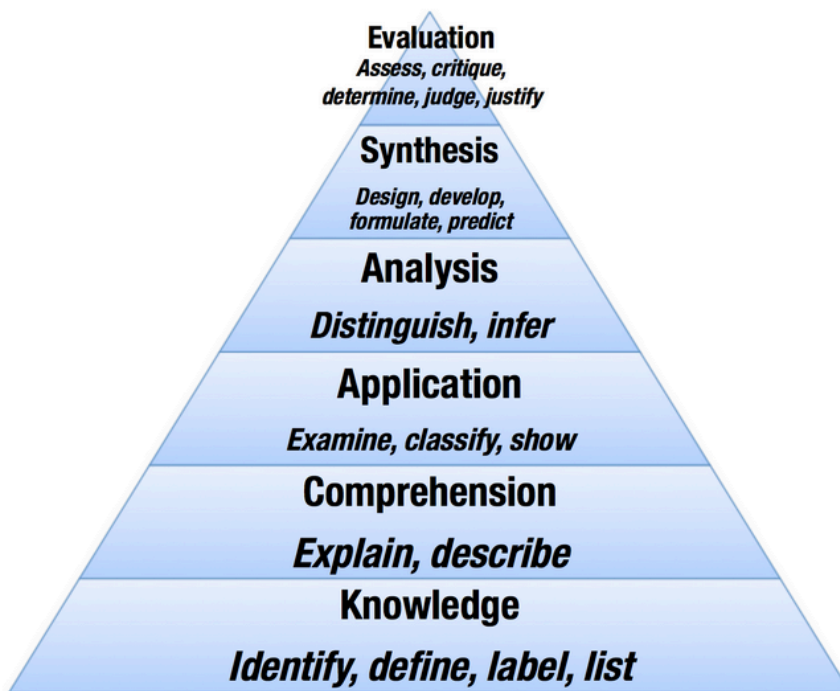 Evaluation
Assess, critique,
determine, judge, justify
Synthesis
Design, develop,
formulate, predict
Analysis
Distinguish, infer
Application
Examine, classify, show
Comprehension
Explain, describe
Knowledge
Identify, define, label, list